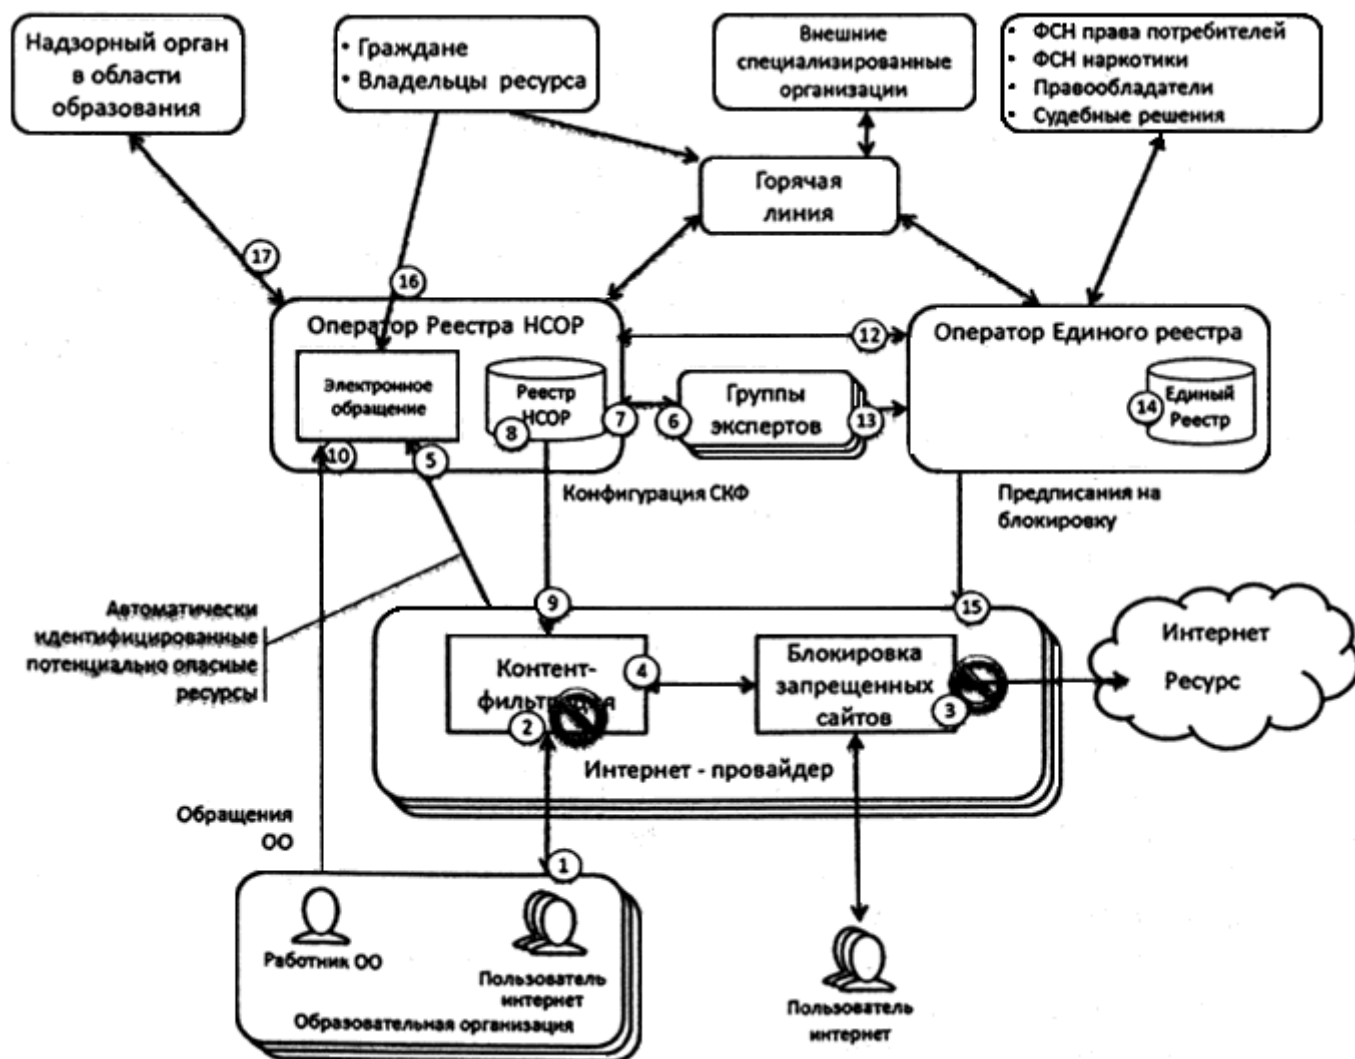 Надзорный орган
в области
образования
• Граждане
• Владельцы ресурса
Внешние
специализированные
организации
• ФСН права потребителей
• ФСН наркотики
• Правообладатели
• Судебные решения
Горячая
линия
17
16
Оператор Реестра НСОР
12
Оператор Единого реестра
Электронное
обращение
Реестр
НСОР
8
7
6
Группы
экспертов
13
14
Единый
Реестр
10
5
Конфигурация СКФ
Предписания на
блокировку
Автоматически
идентифицированные
потенциально опасные
ресурсы
9
15
Контент-
фильтрация
2
4
Блокировка
запрещенных
сайтов
3
Интернет
Ресурс
Интернет - провайдер
Обращения
ОО
1
Работник ОО
Пользователь
интернет
Образовательная организация
Пользователь
интернет